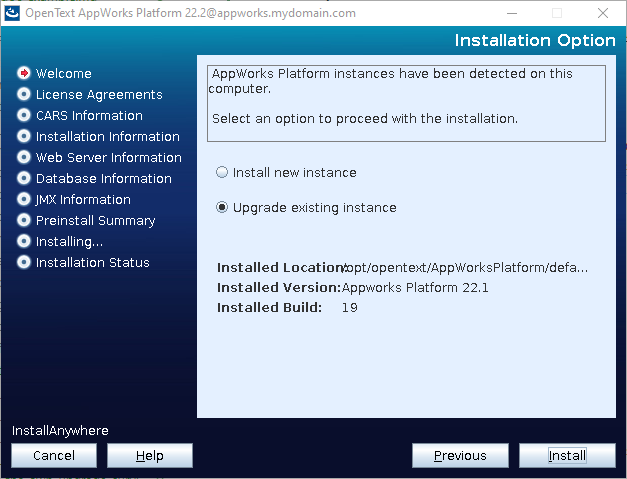 OpenText AppWorks Platform 22.2@appworks.mydomain.com
Installation Option
Welcome
License Agreements
CARS Information
Installation Information
Web Server Information
Database Information
JMX Information
Preinstall Summary
Installing...
Installation Status
AppWorks Platform instances have been detected on this
computer.
Select an option to proceed with the installation.
Install new instance
Upgrade existing instance
Installed Location:/opt/opentext/AppWorksPlatform/defa...
Installed Version:Appworks Platform 22.1
Installed Build: 19
InstallAnywhere
Cancel
Help
Previous
Install